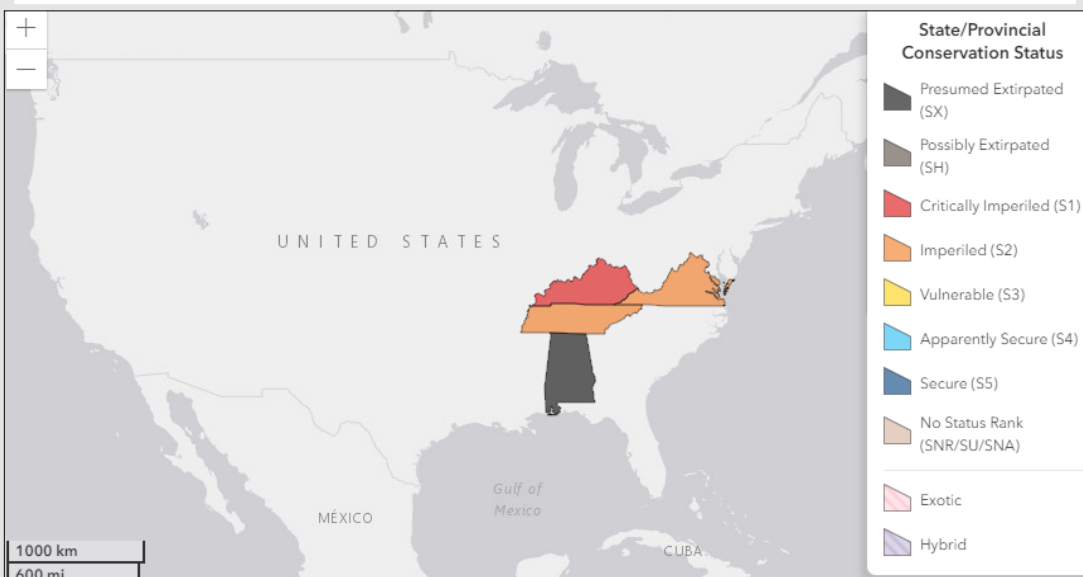 +
−
State/Provincial
Conservation Status
Presumed Extirpated
(SX)
Possibly Extirpated
(SH)
Critically Imperiled (S1)
Imperiled (S2)
Vulnerable (S3)
Apparently Secure (S4)
Secure (S5)
No Status Rank
(SNR/SU/SNA)
Exotic
Hybrid
UNITED STATES
Gulf of
Mexico
MÉXICO
CUBA
1000 km
600 mi